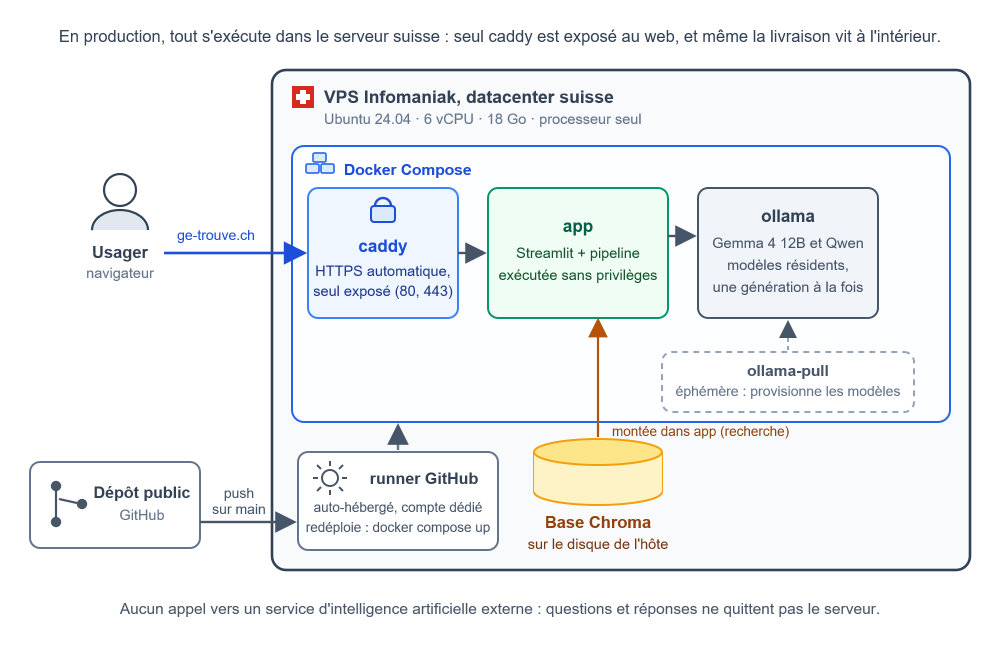 En production, tout s'exécute dans le serveur suisse : seul caddy est exposé au web, et même la livraison vit à l'intérieur.
VPS Infomaniak, datacenter suisse
Ubuntu 24.04 · 6 vCPU · 18 Go · processeur seul
Docker Compose
Usager
navigateur
ge-trouve.ch
caddy
HTTPS automatique,
seul exposé (80, 443)
app
Streamlit + pipeline
exécutée sans privilèges
ollama
Gemma 4 12B et Qwen
modèles résidents,
une génération à la fois
ollama-pull
éphémère : provisionne les modèles
montée dans app (recherche)
Dépôt public
GitHub
push
sur main
runner GitHub
auto-hébergé, compte dédié
redéploie : docker compose up
Base Chroma
sur le disque de l'hôte
Aucun appel vers un service d'intelligence artificielle externe : questions et réponses ne quittent pas le serveur.